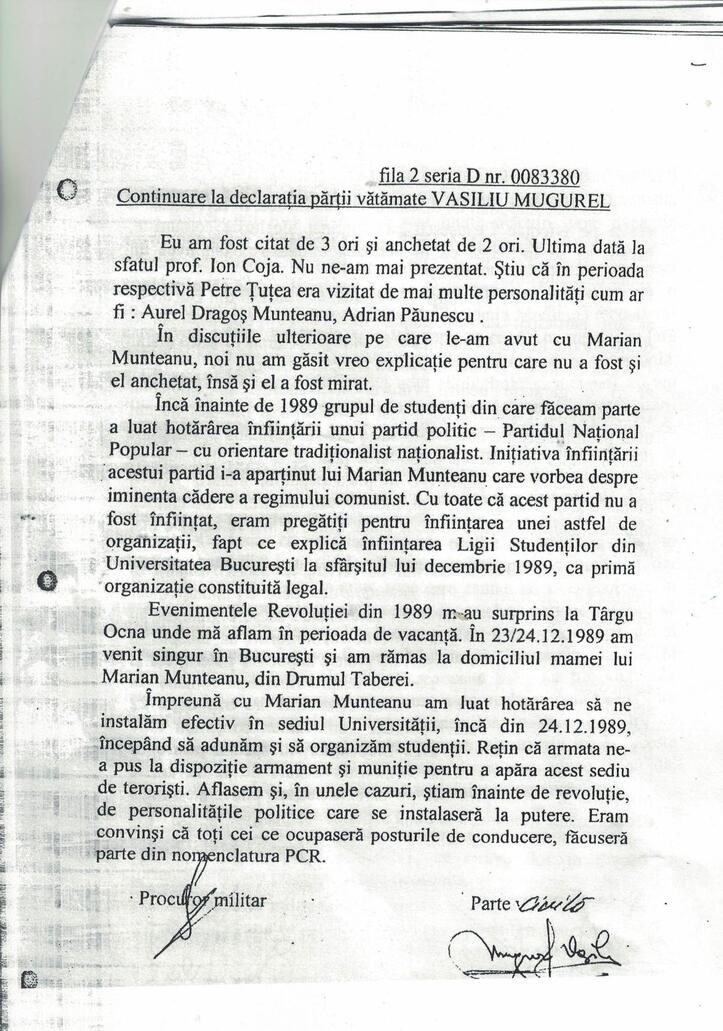 fila 2 seria D nr. 0083380
Continuare la declarația părții vătămate VASILIU MUGUREL
Eu am fost citat de 3 ori și anchetat de 2 ori. Ultima dată la
sfatul prof. Ion Coja. Nu ne-am mai prezentat. Știu că în perioada
respectivă Petre Țuțea era vizitat de mai multe personalități cum ar
fi : Aurel Dragoș Munteanu, Adrian Păunescu .
În discuțiile ulterioare pe care le-am avut cu Marian
Munteanu, noi nu am găsit vreo explicație pentru care nu a fost și
el anchetat, însă și el a fost mirat.
Încă înainte de 1989 grupul de studenți din care făceam parte
a luat hotărârea înființării unui partid politic – Partidul Național
Popular – cu orientare tradiționalist naționalist. Inițiativa înființării
acestui partid i-a aparținut lui Marian Munteanu care vorbea despre
iminenta cădere a regimului comunist. Cu toate că acest partid nu a
fost înființat, eram pregătiți pentru înființarea unei astfel de
organizații, fapt ce explică înființarea Ligii Studenților din
Universitatea București la sfârșitul lui decembrie 1989, ca primă
organizație constituită legal.
Evenimentele Revoluției din 1989 m-au surprins la Târgu
Ocna unde mă aflam în perioada de vacanță. În 23/24.12.1989 am
venit singur în București și am rămas la domiciliul mamei lui
Marian Munteanu, din Drumul Taberei.
Împreună cu Marian Munteanu am luat hotărârea să ne
instalăm efectiv în sediul Universității, încă din 24.12.1989,
începând să adunăm și să organizăm studenții. Rețin că armata ne-
a pus la dispoziție armament și muniție pentru a apăra acest sediu
de teroriști. Aflasem și, în unele cazuri, știam înainte de revoluție,
de personalitățile politice care se instalaseră la putere. Eram
convinși că toți cei ce ocupaseră posturile de conducere, făcuseră
parte din nomenclatura PCR.
Procuror militar
Parte civilă
Mugurel Vasiliu